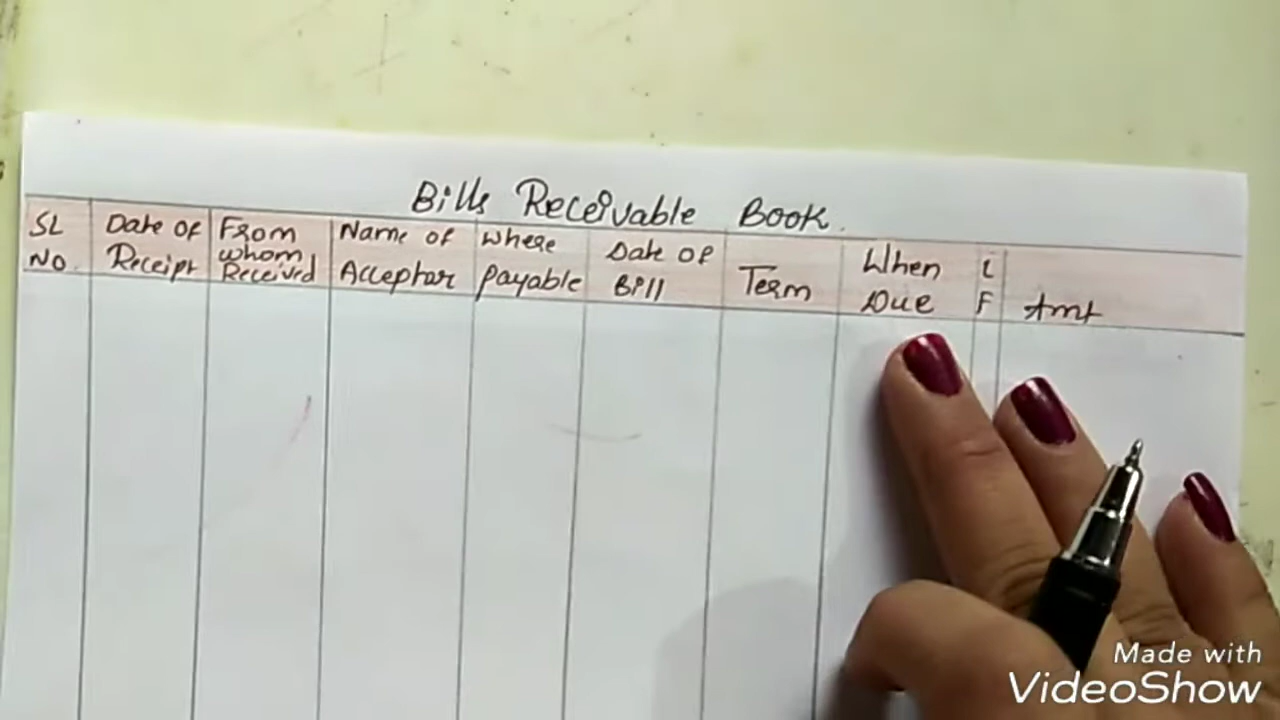 Bills Receivable Book.
SL No.
Date of Receipt
From whom Received
Name of Acceptor
Where payable
Date of Bill
Term
When Due
L F
Amt
Made with
VideoShow